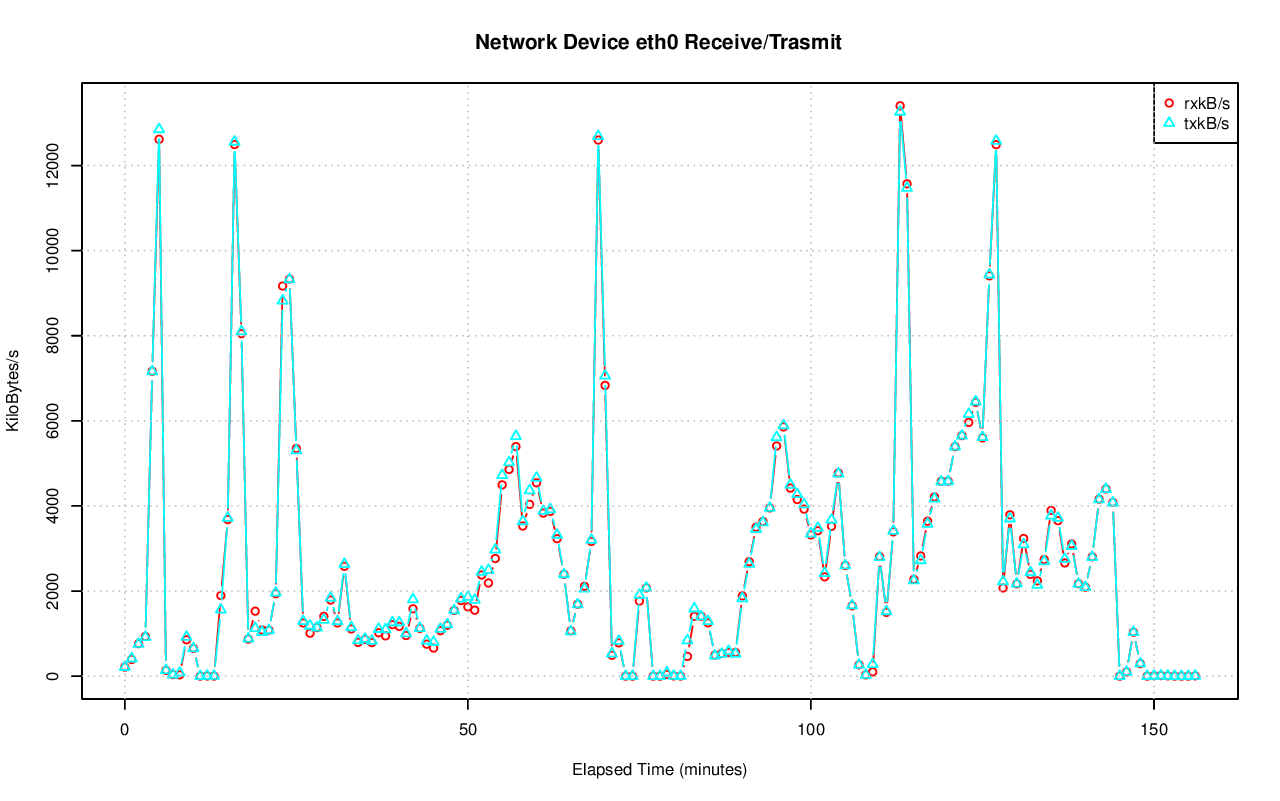 Network Device eth0 Receive/Trasmit
rxkB/s
txkB/s
KiloBytes/s
12000
10000
8000
6000
4000
2000
0
0 50 100 150
Elapsed Time (minutes)